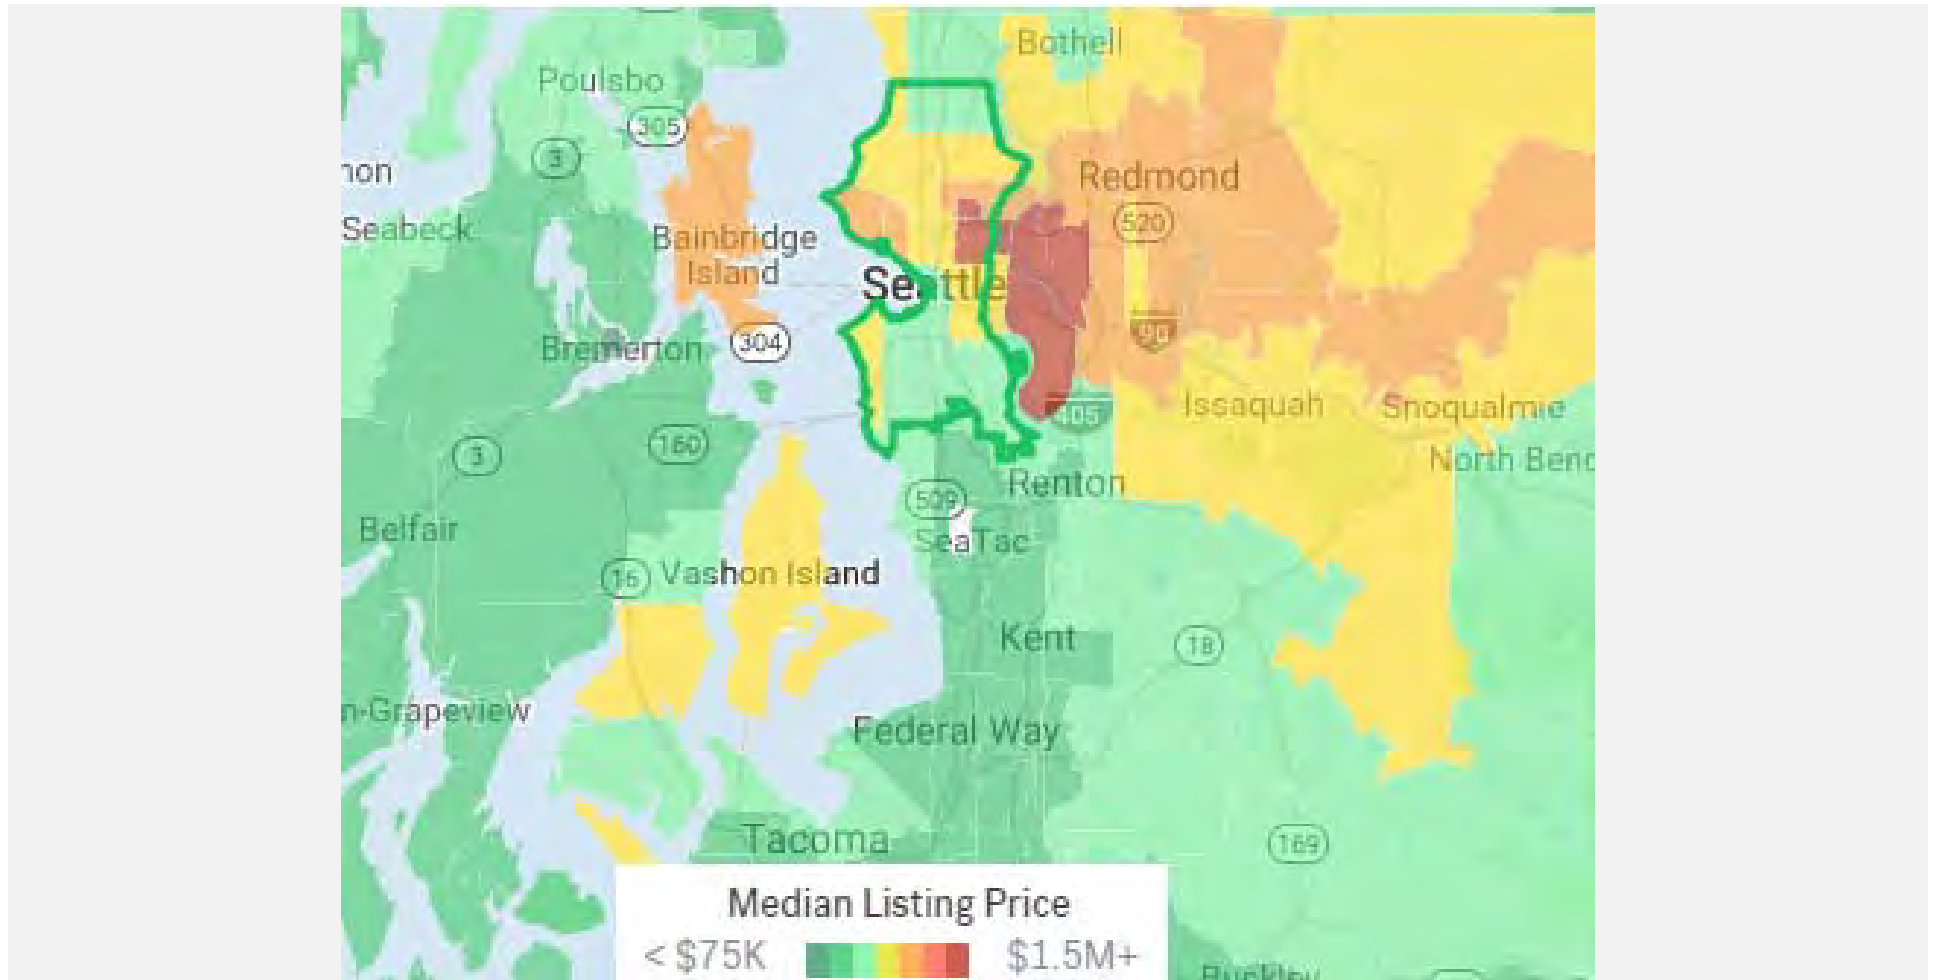 Bothell
Poulsbo
305
3
non
Redmond
520
Seabeck
Bainbridge
Island
Seattle
90
304
Bremerton
Issaquah
Snoqualmie
405
3
160
North Bend
Renton
509
Belfair
SeaTac
16
Vashon Island
Kent
18
n-Grapeview
Federal Way
Tacoma
169
Median Listing Price
< $75K
$1.5M+
Buckley